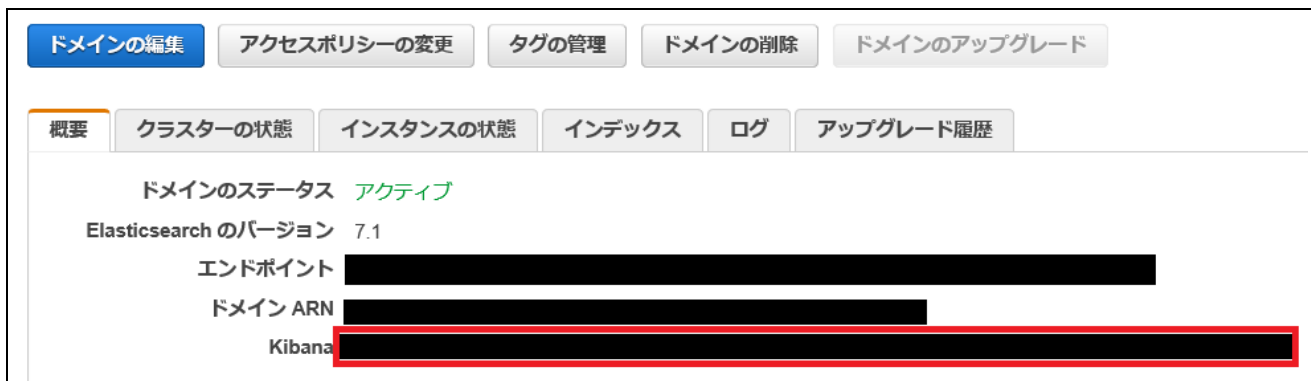 ドメインの編集 アクセスポリシーの変更 タグの管理 ドメインの削除 ドメインのアップグレード
概要 クラスターの状態 インスタンスの状態 インデックス ログ アップグレード履歴
ドメインのステータス アクティブ
Elasticsearch のバージョン 7.1
エンドポイント
ドメイン ARN
Kibana